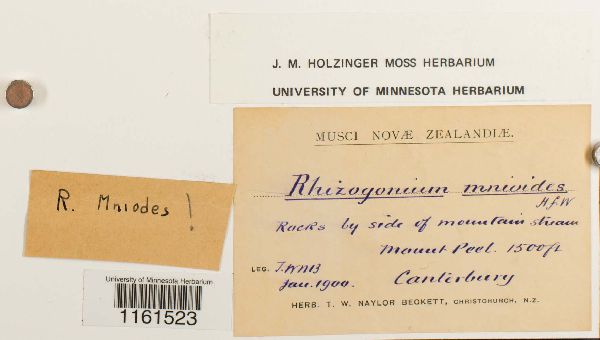 J. M. HOLZINGER MOSS HERBARIUM
UNIVERSITY OF MINNESOTA HERBARIUM
MUSCI NOVÆ ZEALANDIÆ.
Rhizogonium mnioides.
H.f.W
Rocks by side of mountain stream
Mount Peel. 1500ft
LEG. T.W.N.B
Jan. 1900. Canterbury
HERB. T. W. NAYLOR BECKETT, CHRISTCHURCH, N.Z.
R. Mniodes!
University of Minnesota Herbarium
1161523